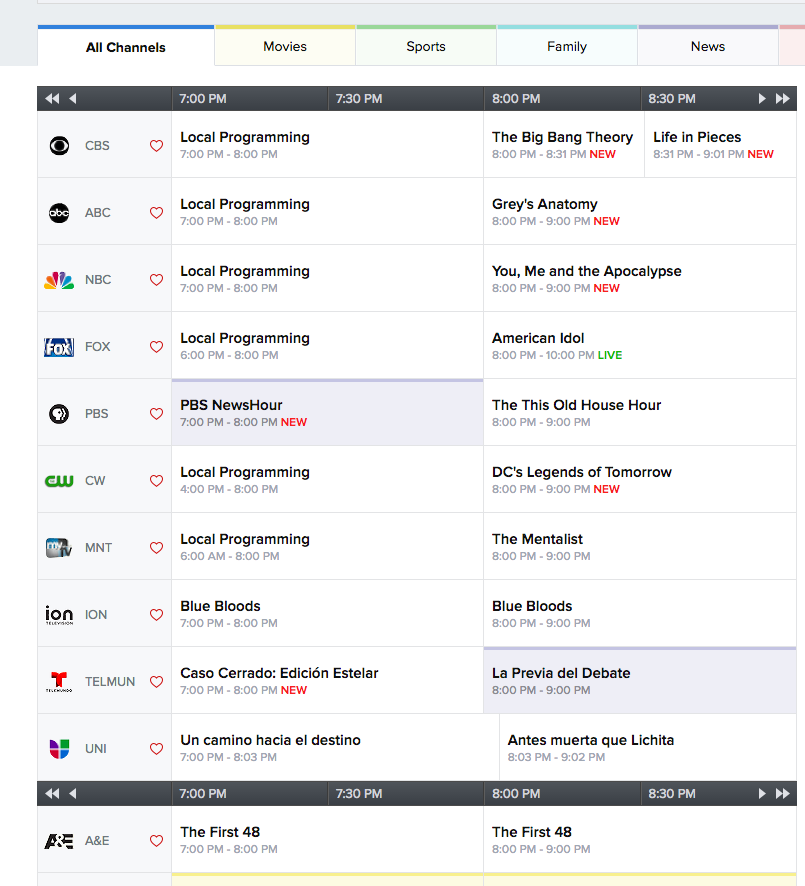 All Channels Movies Sports Family News
7:00 PM 7:30 PM 8:00 PM 8:30 PM
CBS Local Programming The Big Bang Theory Life in Pieces
7:00 PM - 8:00 PM 8:00 PM - 8:31 PM NEW 8:31 PM - 9:01 PM NEW
abc ABC Local Programming Grey's Anatomy
7:00 PM - 8:00 PM 8:00 PM - 9:00 PM NEW
NBC Local Programming You, Me and the Apocalypse
7:00 PM - 8:00 PM 8:00 PM - 9:00 PM NEW
FOX FOX Local Programming American Idol
6:00 PM - 8:00 PM 8:00 PM - 10:00 PM LIVE
PBS PBS NewsHour The This Old House Hour
7:00 PM - 8:00 PM NEW 8:00 PM - 9:00 PM
CW CW Local Programming DC's Legends of Tomorrow
4:00 PM - 8:00 PM 8:00 PM - 9:00 PM NEW
my tv MNT Local Programming The Mentalist
6:00 AM - 8:00 PM 8:00 PM - 9:00 PM
ion TELEVISION ION Blue Bloods Blue Bloods
7:00 PM - 8:00 PM 8:00 PM - 9:00 PM
TELEMUNDO TELMUN Caso Cerrado: Edición Estelar La Previa del Debate
7:00 PM - 8:00 PM NEW 8:00 PM - 9:00 PM
UNI Un camino hacia el destino Antes muerta que Lichita
7:00 PM - 8:03 PM 8:03 PM - 9:02 PM
7:00 PM 7:30 PM 8:00 PM 8:30 PM
A&E A&E The First 48 The First 48
7:00 PM - 8:00 PM 8:00 PM - 9:00 PM